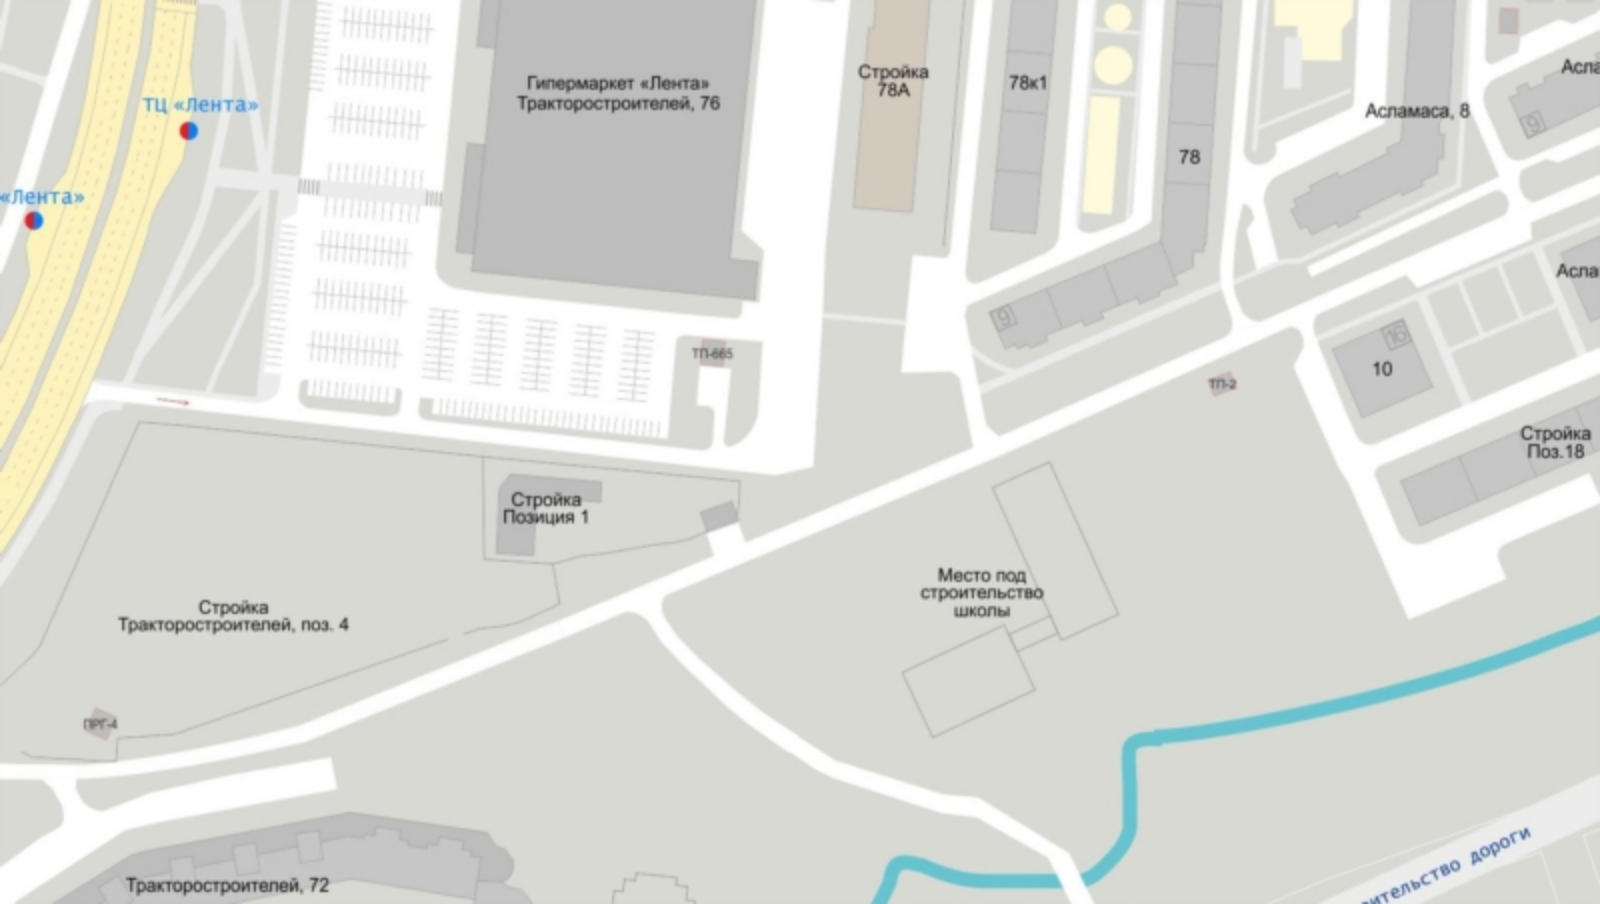 Гипермаркет «Лента»
Тракторостроителей, 76
Стройка
78А
78к1
78
Асламаса, 8
9
ТЦ «Лента»
«Лента»
9
ТП-665
ТП-2
16
10
Стройка
Поз.18
Стройка
Позиция 1
Место под
строительство
школы
Стройка
Тракторостроителей, поз. 4
ПРГ-4
Тракторостроителей, 72
дороги